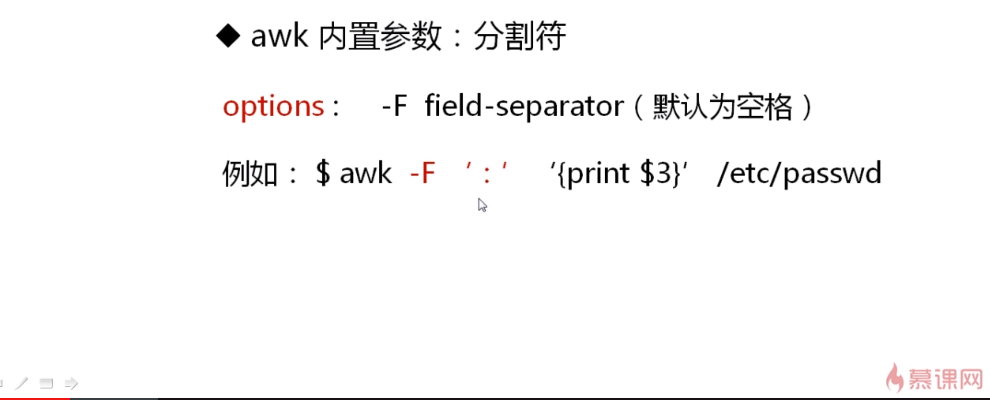 ◆ awk 内置参数：分割符
options： -F field-separator（默认为空格）
例如： $ awk -F ′ : ‘ ‘{print $3}′ /etc/passwd
慕课网